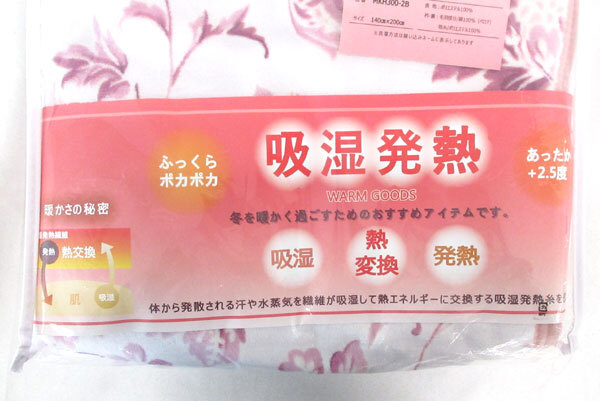 MKH300-2B
サイズ 140cm×200cm
ふっくら
ポカポカ
吸湿発熱
あったか
+2.5度
WARM GOODS
暖かさの秘密
冬を暖かく過ごすためのおすすめアイテムです。
発熱 熱交換
肌 吸湿
吸湿
熱
変換
発熱
体から発散される汗や水蒸気を繊維が吸湿して熱エネルギーに交換する吸湿発熱糸を